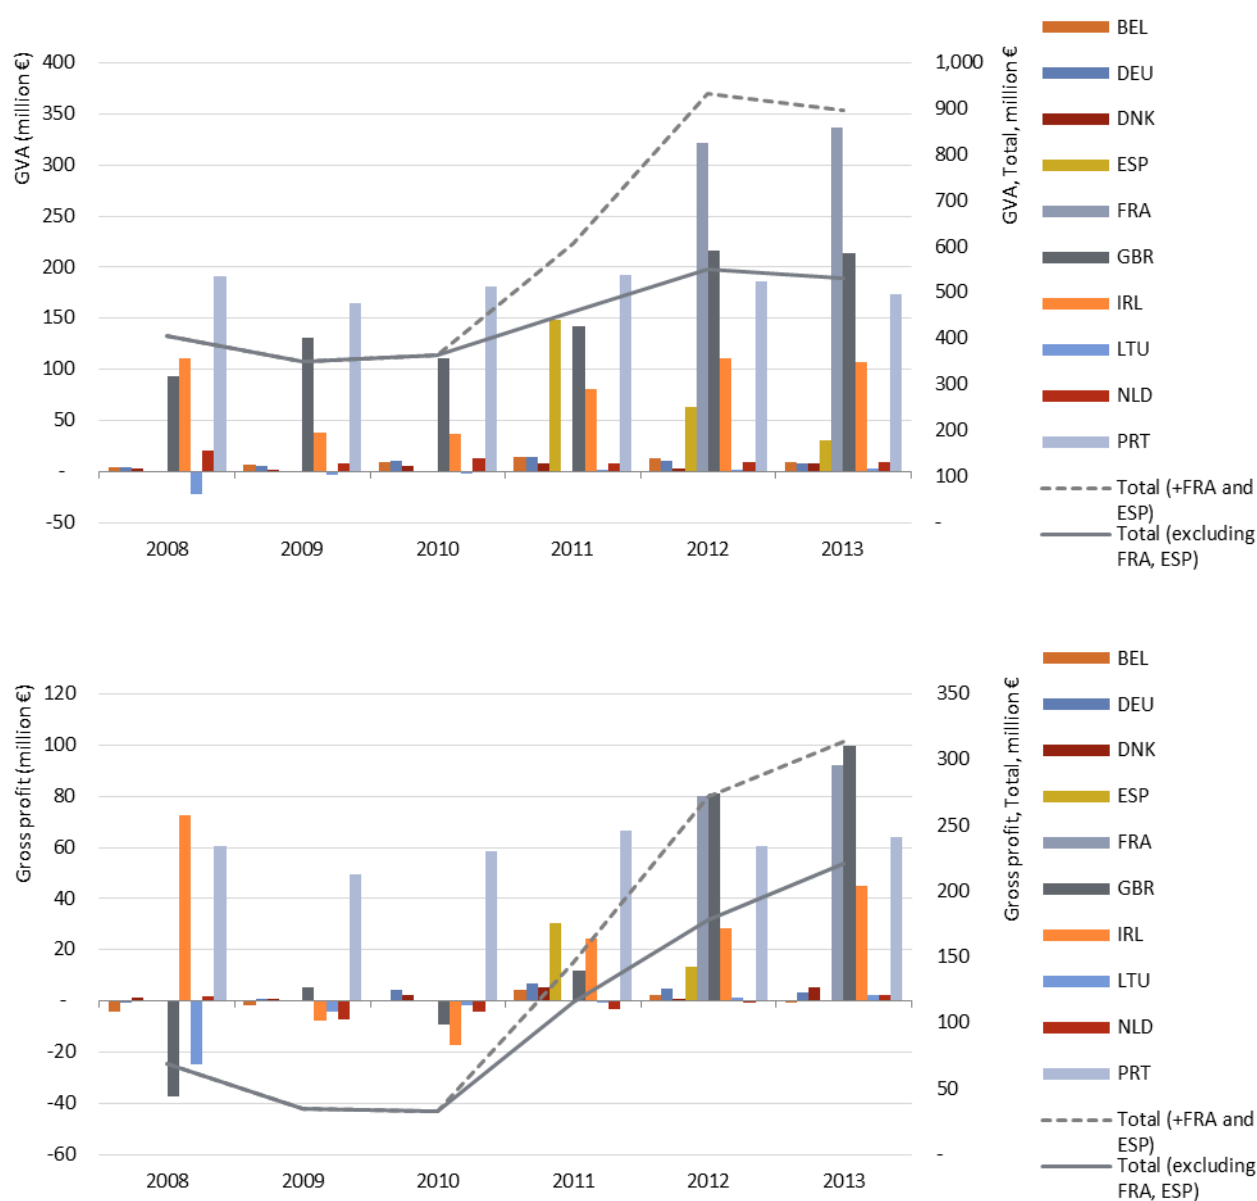 BEL
DEU
DNK
ESP
FRA
GBR
IRL
LTU
NLD
PRT
Total (+FRA and
ESP)
Total (excluding
FRA, ESP)
GVA (million €)
400
350
300
250
200
150
100
50
-
-50
GVA, Total, million €
1,000
900
800
700
600
500
400
300
200
100
-
2008 2009 2010 2011 2012 2013
BEL
DEU
DNK
ESP
FRA
GBR
IRL
LTU
NLD
PRT
Total (+FRA and
ESP)
Total (excluding
FRA, ESP)
Gross profit (million €)
120
100
80
60
40
20
-
-20
-40
-60
Gross profit, Total, million €
350
300
250
200
150
100
50
-
2008 2009 2010 2011 2012 2013